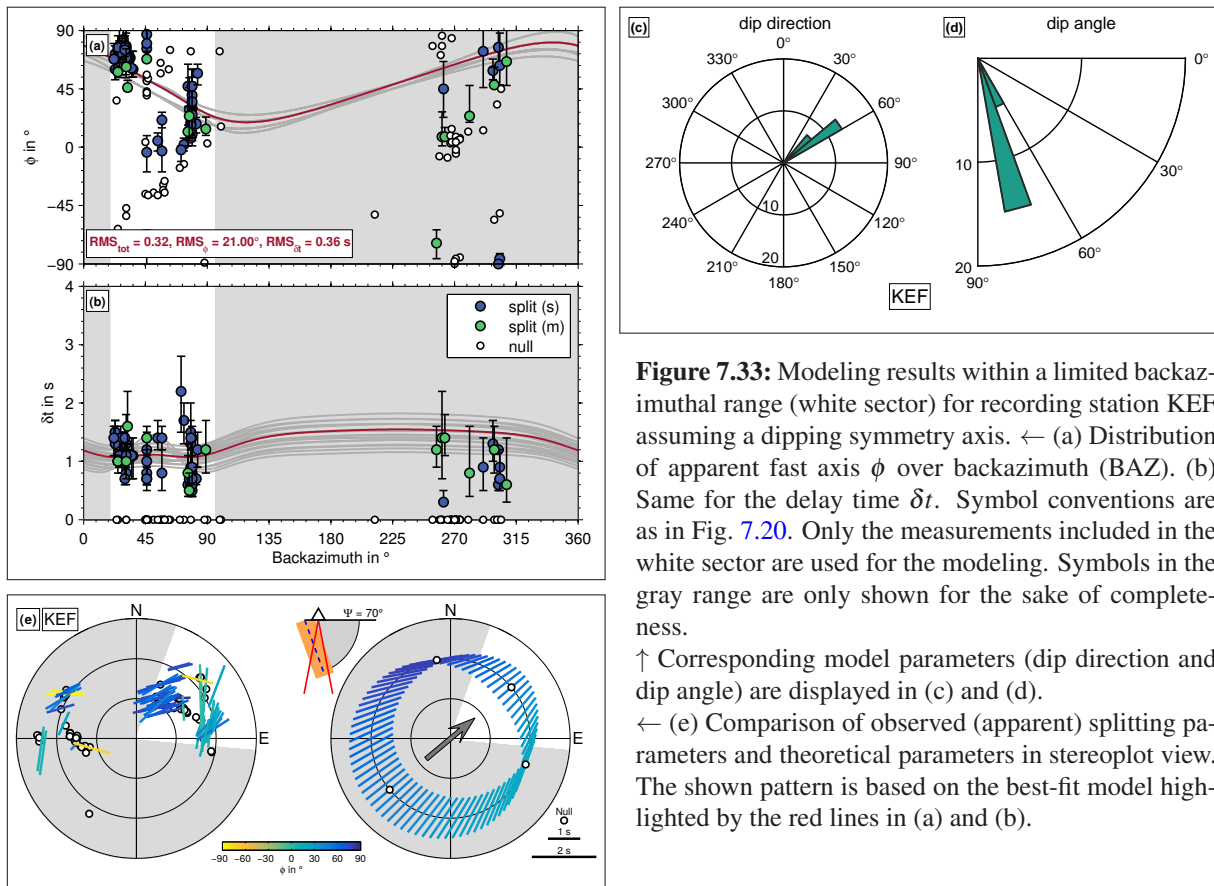 (a)
90
45
0
−45
−90
ϕ in °
RMS_tot = 0.32, RMS_ϕ = 21.00°, RMS_δt = 0.36 s
(b)
4
3
2
1
0
δt in s
split (s)
split (m)
null
0 45 90 135 180 225 270 315 360
Backazimuth in °
(c)
dip direction
0°
30°
60°
90°
120°
150°
180°
210°
240°
270°
300°
330°
10
20
(d)
dip angle
0°
30°
60°
90°
10
20
KEF
(e) KEF
N
E
Ψ = 70°
N
E
−90 −60 −30 0 30 60 90
ϕ in °
Null
1 s
2 s
Figure 7.33: Modeling results within a limited backaz-
imuthal range (white sector) for recording station KEF
assuming a dipping symmetry axis. ← (a) Distribution
of apparent fast axis ϕ over backazimuth (BAZ). (b)
Same for the delay time δt. Symbol conventions are
as in Fig. 7.20. Only the measurements included in the
white sector are used for the modeling. Symbols in the
gray range are only shown for the sake of complete-
ness.
↑ Corresponding model parameters (dip direction and
dip angle) are displayed in (c) and (d).
← (e) Comparison of observed (apparent) splitting pa-
rameters and theoretical parameters in stereoplot view.
The shown pattern is based on the best-fit model high-
lighted by the red lines in (a) and (b).